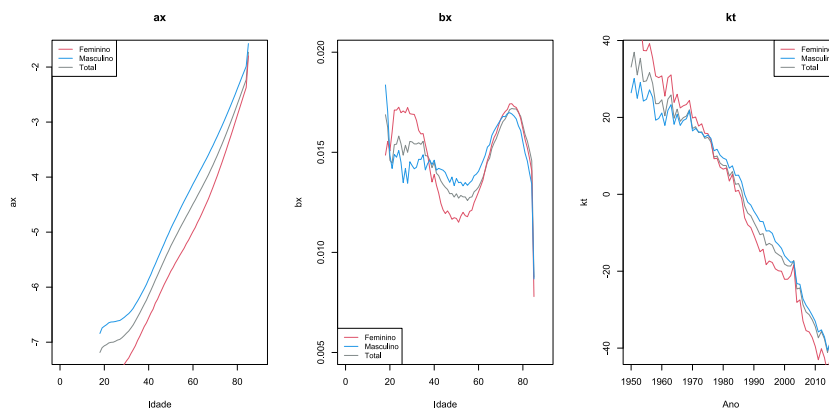 ax
Feminino
Masculino
Total
-2
-3
-4
-5
-6
-7
ax
0 20 40 60 80
Idade
bx
0.020
0.015
0.010
0.005
bx
Feminino
Masculino
Total
0 20 40 60 80
Idade
kt
Feminino
Masculino
Total
40
20
0
-20
-40
kt
1950 1960 1970 1980 1990 2000 2010
Ano